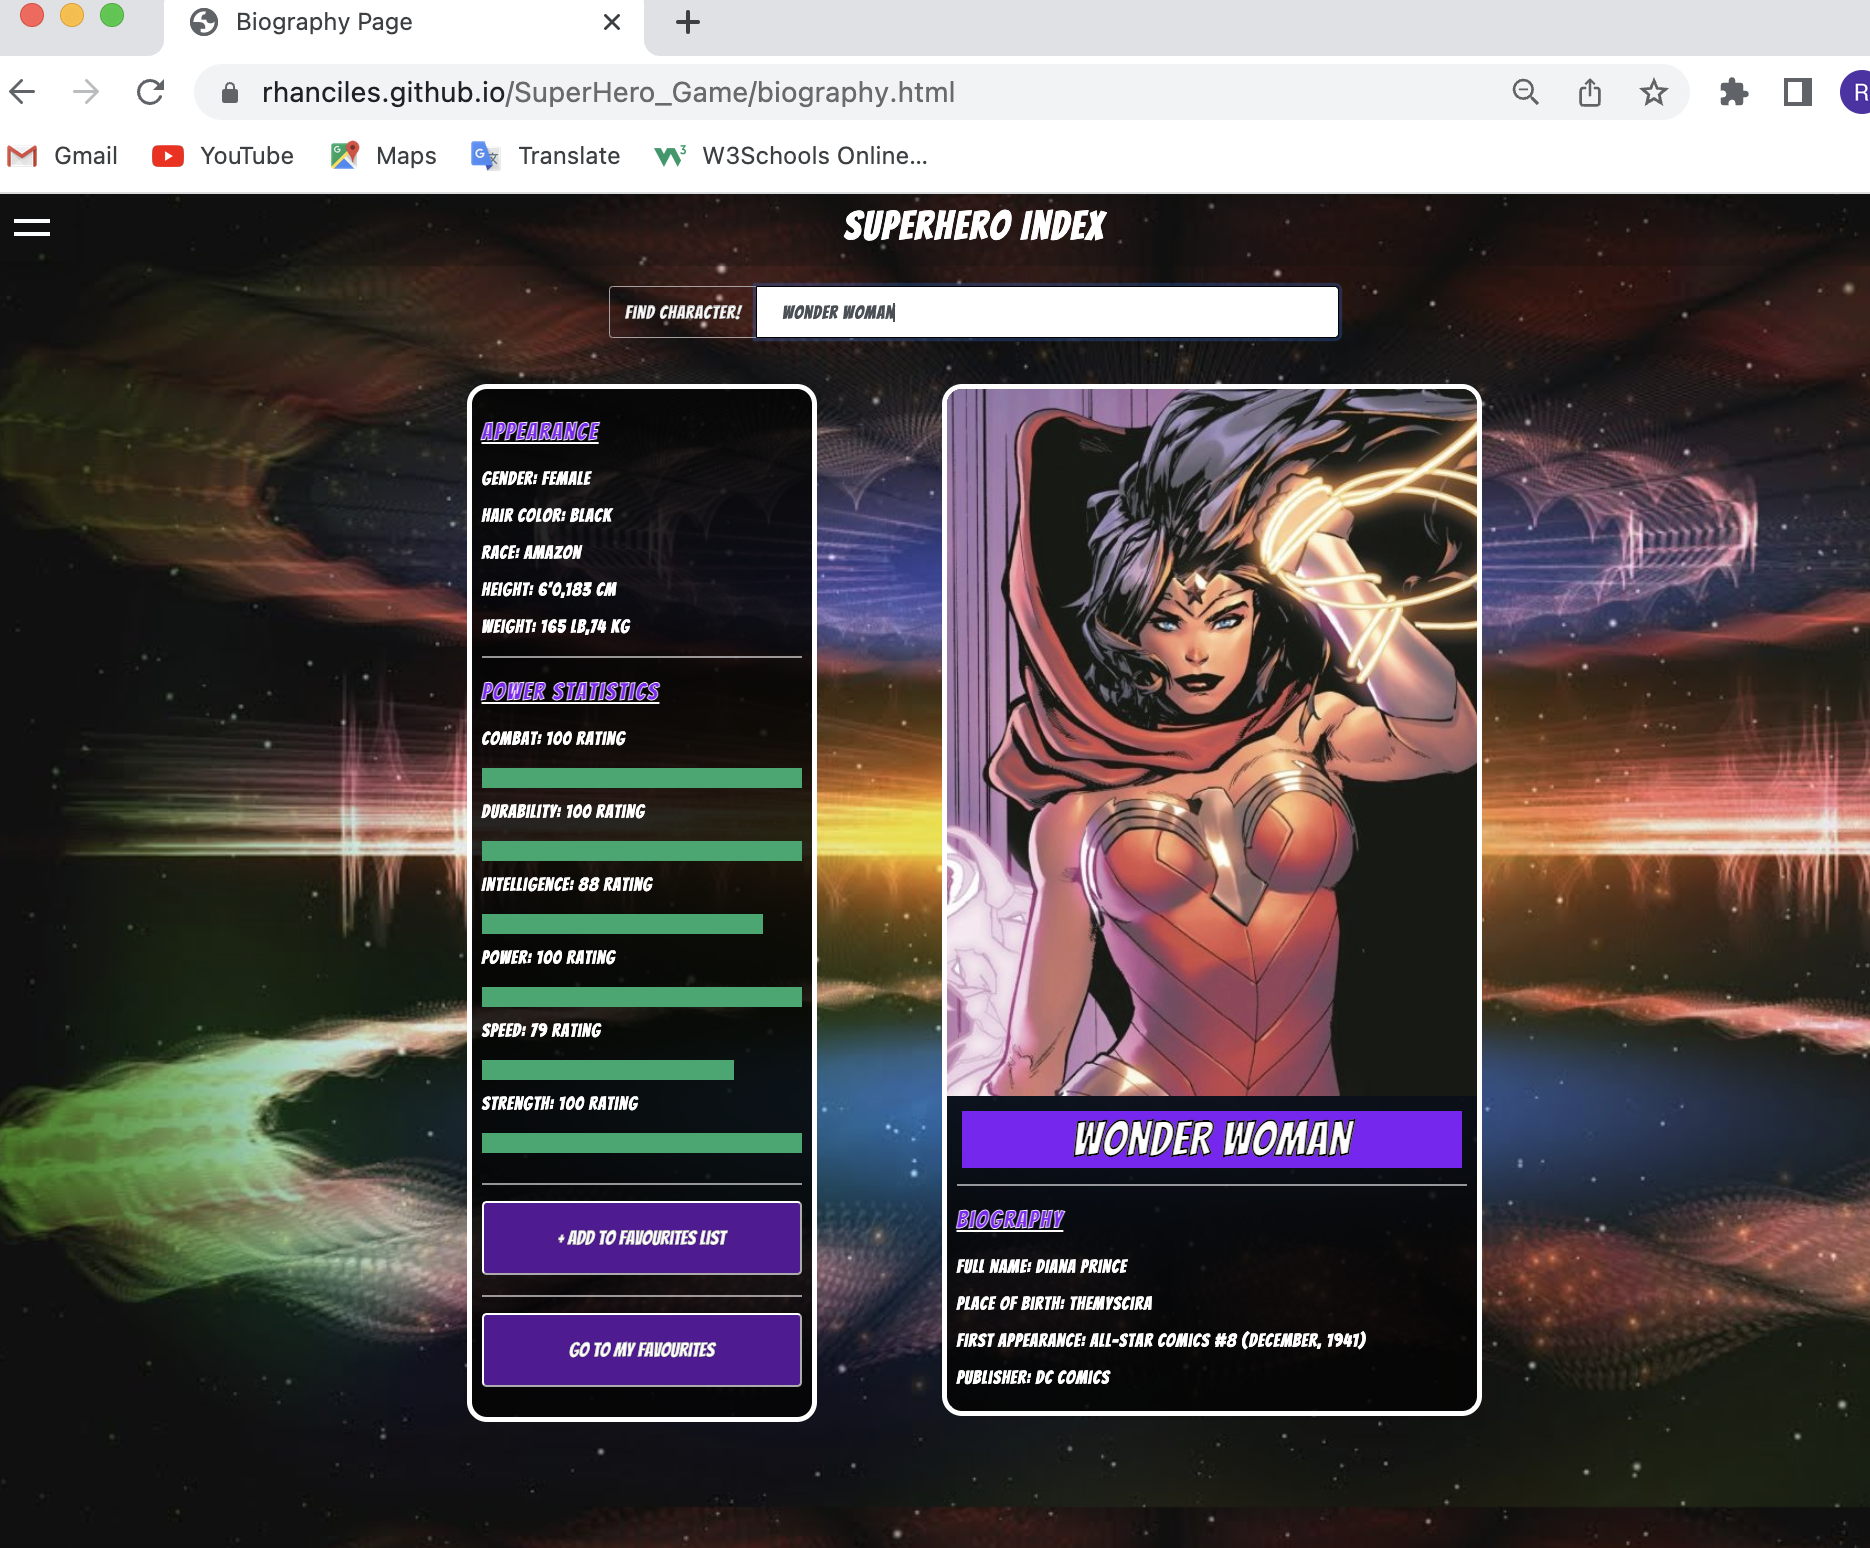 Biography Page
rhanciles.github.io/SuperHero_Game/biography.html
R
Gmail YouTube Maps Translate W3Schools Online...
SUPERHERO INDEX
FIND CHARACTER! WONDER WOMAN
APPEARANCE
GENDER: FEMALE
HAIR COLOR: BLACK
RACE: AMAZON
HEIGHT: 6'0,183 CM
WEIGHT: 165 LB,74 KG
POWER STATISTICS
COMBAT: 100 RATING
DURABILITY: 100 RATING
INTELLIGENCE: 88 RATING
POWER: 100 RATING
SPEED: 79 RATING
STRENGTH: 100 RATING
+ ADD TO FAVOURITES LIST
GO TO MY FAVOURITES
WONDER WOMAN
BIOGRAPHY
FULL NAME: DIANA PRINCE
PLACE OF BIRTH: THEMYSCIRA
FIRST APPEARANCE: ALL-STAR COMICS #8 (DECEMBER, 1941)
PUBLISHER: DC COMICS